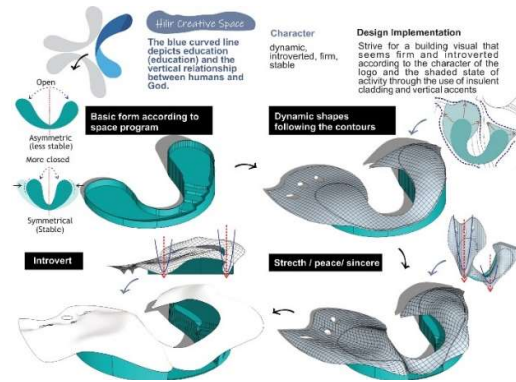 Hilir Creative Space
The blue curved line
depicts education
(education) and the
vertical relationship
between humans and
God.
Character
dynamic,
introverted, firm,
stable
Design Implementation
Strive for a building visual that
seems firm and introverted
according to the character of
the logo and the shaded state of
activity through the use of insulent
cladding and vertical accents
Open
Asymmetric
(less stable)
More closed
Symmetrical
(Stable)
Basic form according to
space program
Dynamic shapes
following the contours
Introvert
Strecth / peace/ sincere